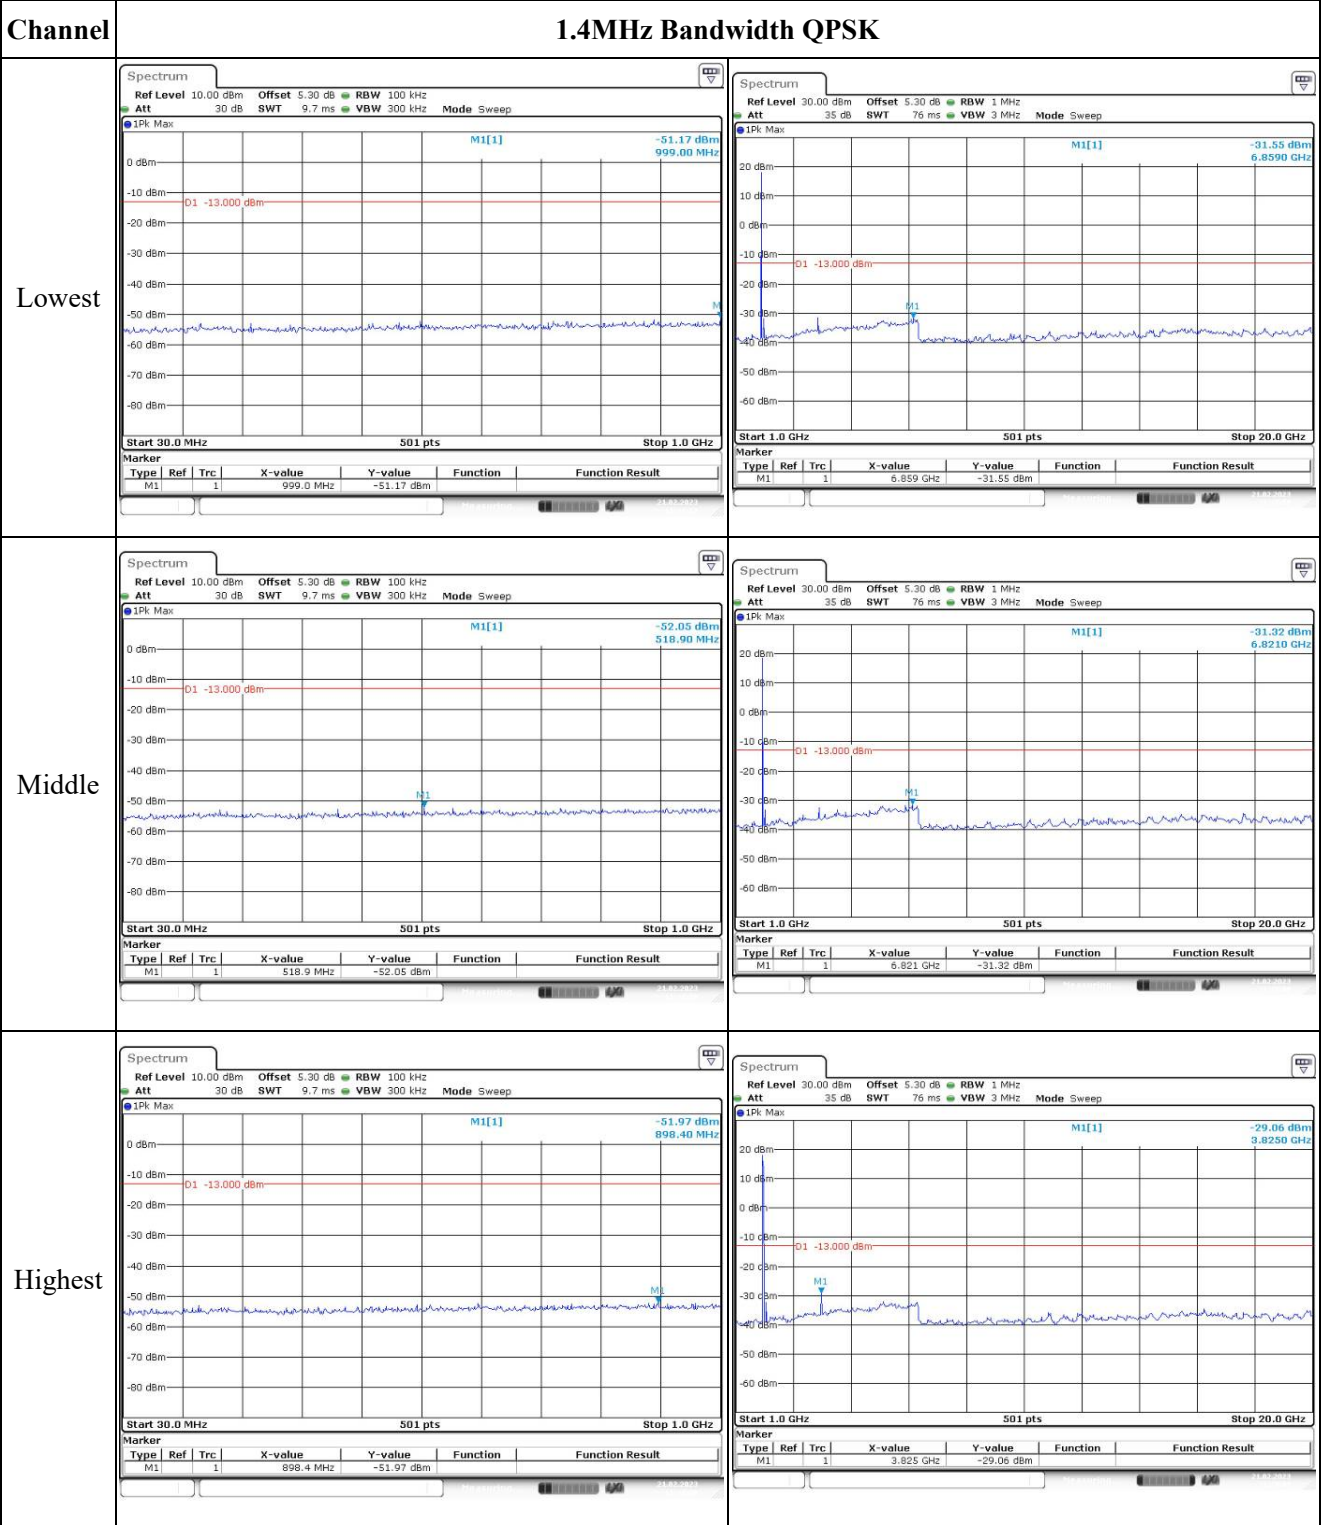 Channel 1.4MHz Bandwidth QPSK
Lowest
Spectrum
Ref Level 10.00 dBm Offset 5.30 dB RBW 100 kHz
Att 30 dB SWT 9.7 ms VBW 300 kHz Mode Sweep
1Pk Max
M1[1] -51.17 dBm
999.00 MHz
0 dBm
-10 dBm
D1 -13.000 dBm
-20 dBm
-30 dBm
-40 dBm
M
-50 dBm
-60 dBm
-70 dBm
-80 dBm
Start 30.0 MHz 501 pts Stop 1.0 GHz
Marker
Type Ref Trc X-value Y-value Function Function Result
M1 1 999.0 MHz -51.17 dBm
Spectrum
Ref Level 30.00 dBm Offset 5.30 dB RBW 1 MHz
Att 35 dB SWT 76 ms VBW 3 MHz Mode Sweep
1Pk Max
M1[1] -31.55 dBm
6.8590 GHz
20 dBm
10 dBm
0 dBm
-10 dBm
D1 -13.000 dBm
-20 dBm
M1
-30 dBm
-40 dBm
-50 dBm
-60 dBm
Start 1.0 GHz 501 pts Stop 20.0 GHz
Marker
Type Ref Trc X-value Y-value Function Function Result
M1 1 6.859 GHz -31.55 dBm
Middle
Spectrum
Ref Level 10.00 dBm Offset 5.30 dB RBW 100 kHz
Att 30 dB SWT 9.7 ms VBW 300 kHz Mode Sweep
1Pk Max
M1[1] -52.05 dBm
518.90 MHz
0 dBm
-10 dBm
D1 -13.000 dBm
-20 dBm
-30 dBm
-40 dBm
M1
-50 dBm
-60 dBm
-70 dBm
-80 dBm
Start 30.0 MHz 501 pts Stop 1.0 GHz
Marker
Type Ref Trc X-value Y-value Function Function Result
M1 1 518.9 MHz -52.05 dBm
Spectrum
Ref Level 30.00 dBm Offset 5.30 dB RBW 1 MHz
Att 35 dB SWT 76 ms VBW 3 MHz Mode Sweep
1Pk Max
M1[1] -31.32 dBm
6.8210 GHz
20 dBm
10 dBm
0 dBm
-10 dBm
D1 -13.000 dBm
-20 dBm
M1
-30 dBm
-40 dBm
-50 dBm
-60 dBm
Start 1.0 GHz 501 pts Stop 20.0 GHz
Marker
Type Ref Trc X-value Y-value Function Function Result
M1 1 6.821 GHz -31.32 dBm
Highest
Spectrum
Ref Level 10.00 dBm Offset 5.30 dB RBW 100 kHz
Att 30 dB SWT 9.7 ms VBW 300 kHz Mode Sweep
1Pk Max
M1[1] -51.97 dBm
898.40 MHz
0 dBm
-10 dBm
D1 -13.000 dBm
-20 dBm
-30 dBm
-40 dBm
M1
-50 dBm
-60 dBm
-70 dBm
-80 dBm
Start 30.0 MHz 501 pts Stop 1.0 GHz
Marker
Type Ref Trc X-value Y-value Function Function Result
M1 1 898.4 MHz -51.97 dBm
Spectrum
Ref Level 30.00 dBm Offset 5.30 dB RBW 1 MHz
Att 35 dB SWT 76 ms VBW 3 MHz Mode Sweep
1Pk Max
M1[1] -29.06 dBm
3.8250 GHz
20 dBm
10 dBm
0 dBm
-10 dBm
D1 -13.000 dBm
-20 dBm
M1
-30 dBm
-40 dBm
-50 dBm
-60 dBm
Start 1.0 GHz 501 pts Stop 20.0 GHz
Marker
Type Ref Trc X-value Y-value Function Function Result
M1 1 3.825 GHz -29.06 dBm